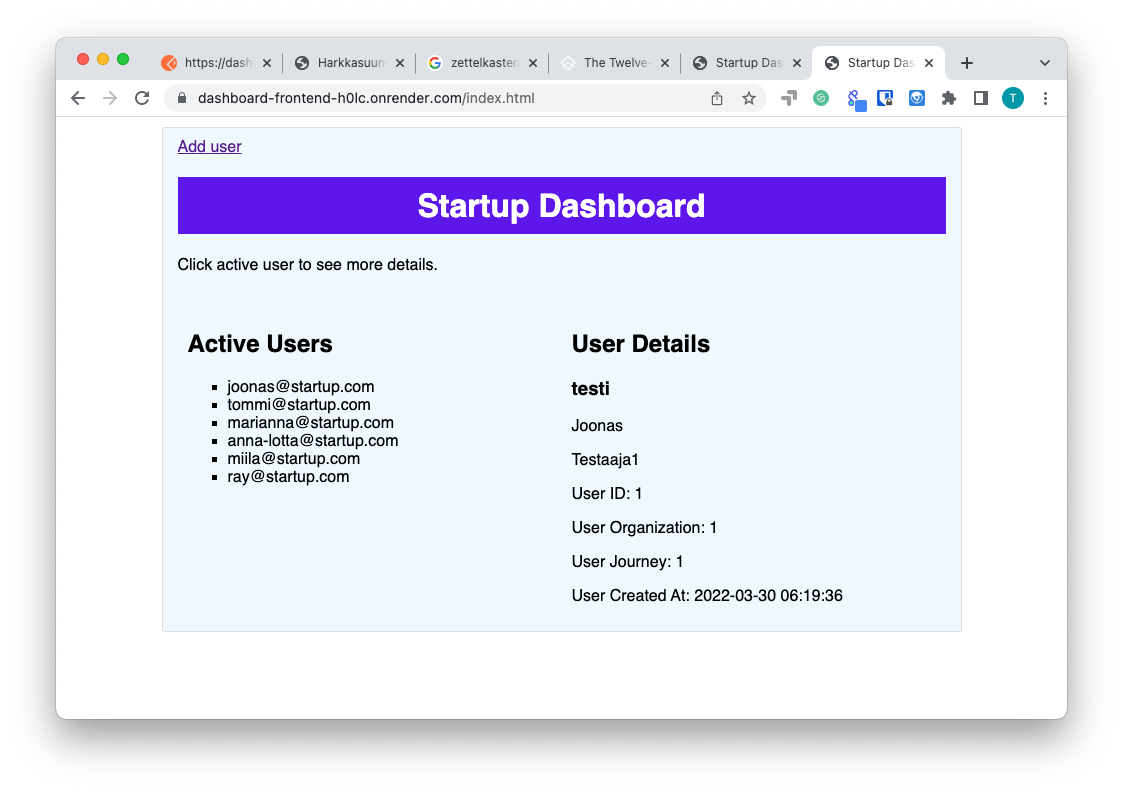 https://dash
Harkkasuun
zettelkasten
The Twelve-
Startup Das
Startup Das
dashboard-frontend-h0lc.onrender.com/index.html
T
Add user
Startup Dashboard
Click active user to see more details.
Active Users
joonas@startup.com
tommi@startup.com
marianna@startup.com
anna-lotta@startup.com
miila@startup.com
ray@startup.com
User Details
testi
Joonas
Testaaja1
User ID: 1
User Organization: 1
User Journey: 1
User Created At: 2022-03-30 06:19:36